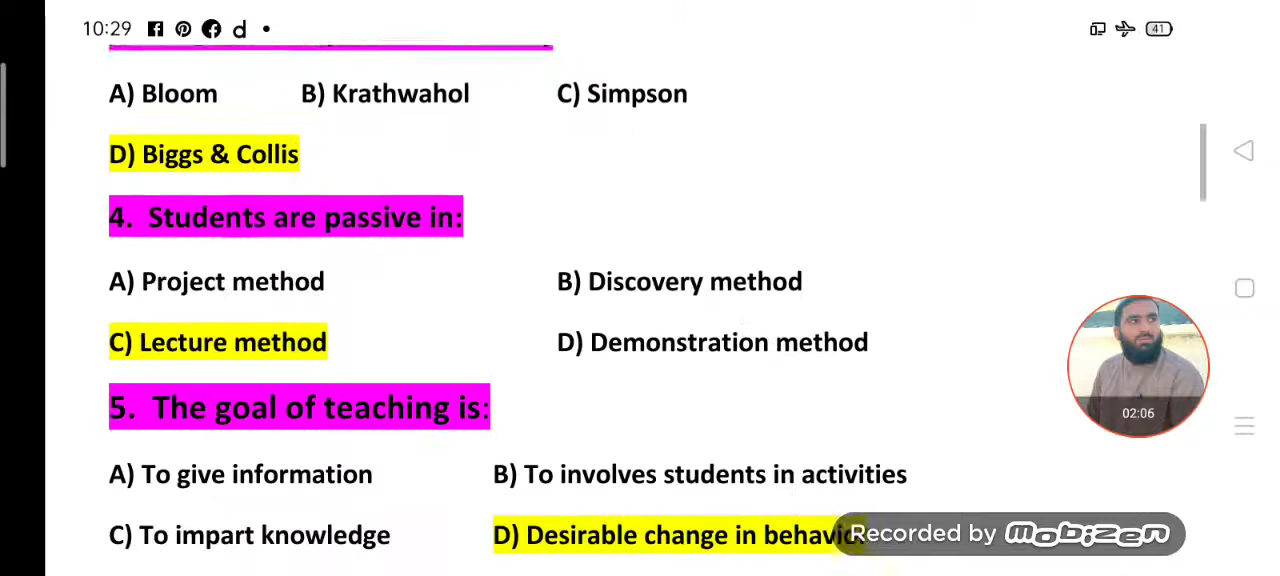 10:29
41
A) Bloom B) Krathwahol C) Simpson
D) Biggs & Collis
4. Students are passive in:
A) Project method B) Discovery method
C) Lecture method D) Demonstration method
02:06
5. The goal of teaching is:
A) To give information B) To involves students in activities
C) To impart knowledge D) Desirable change in behavior
Recorded by mobizen